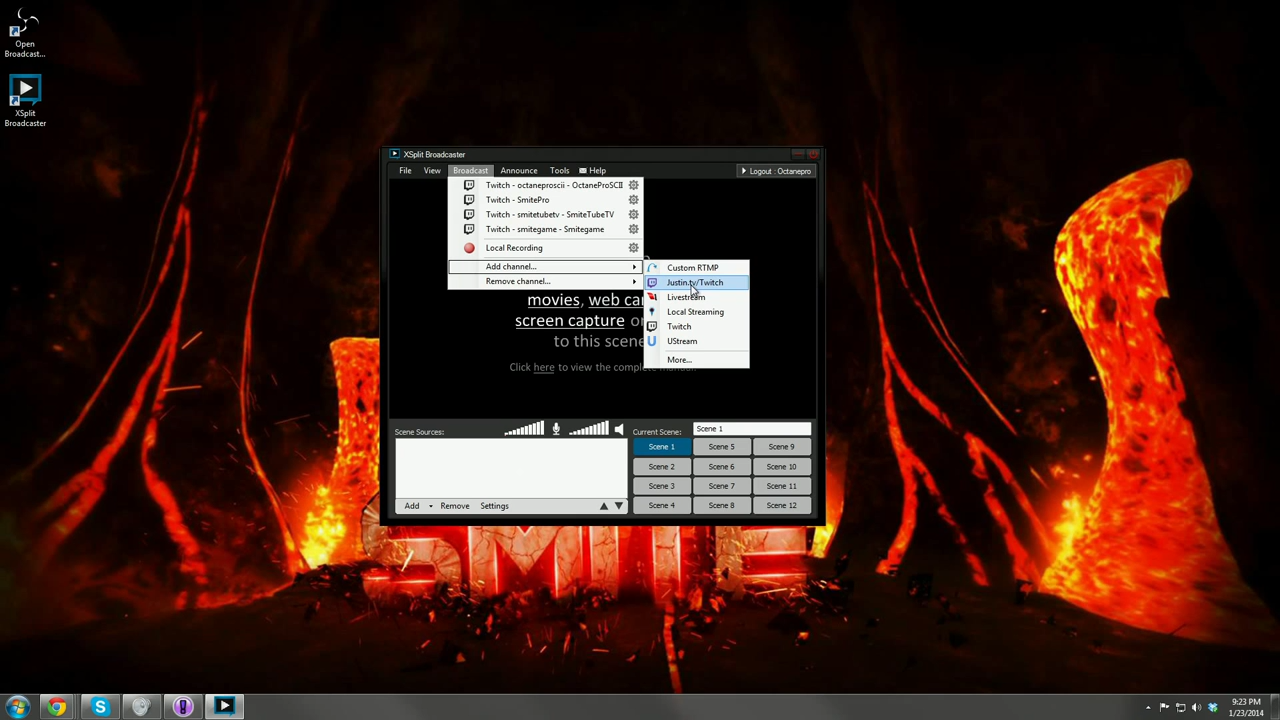 Open
Broadcast...
XSplit
Broadcaster
XSplit Broadcaster
File View Broadcast Announce Tools Help Logout : Octanepro
Twitch - octaneproscii - OctaneProSCII
Twitch - SmitePro
Twitch - smitetubetv - SmiteTubeTV
Twitch - smitegame - Smitegame
Local Recording
Add channel...
Remove channel...
Custom RTMP
Justin.tv/Twitch
Livestream
Local Streaming
Twitch
UStream
More...
movies, web ca
screen capture o
to this scene
Click here to view the complete manual.
Scene Sources:
Current Scene: Scene 1
Scene 1 Scene 5 Scene 9
Scene 2 Scene 6 Scene 10
Scene 3 Scene 7 Scene 11
Scene 4 Scene 8 Scene 12
Add Remove Settings
SMITE
9:23 PM
1/23/2014